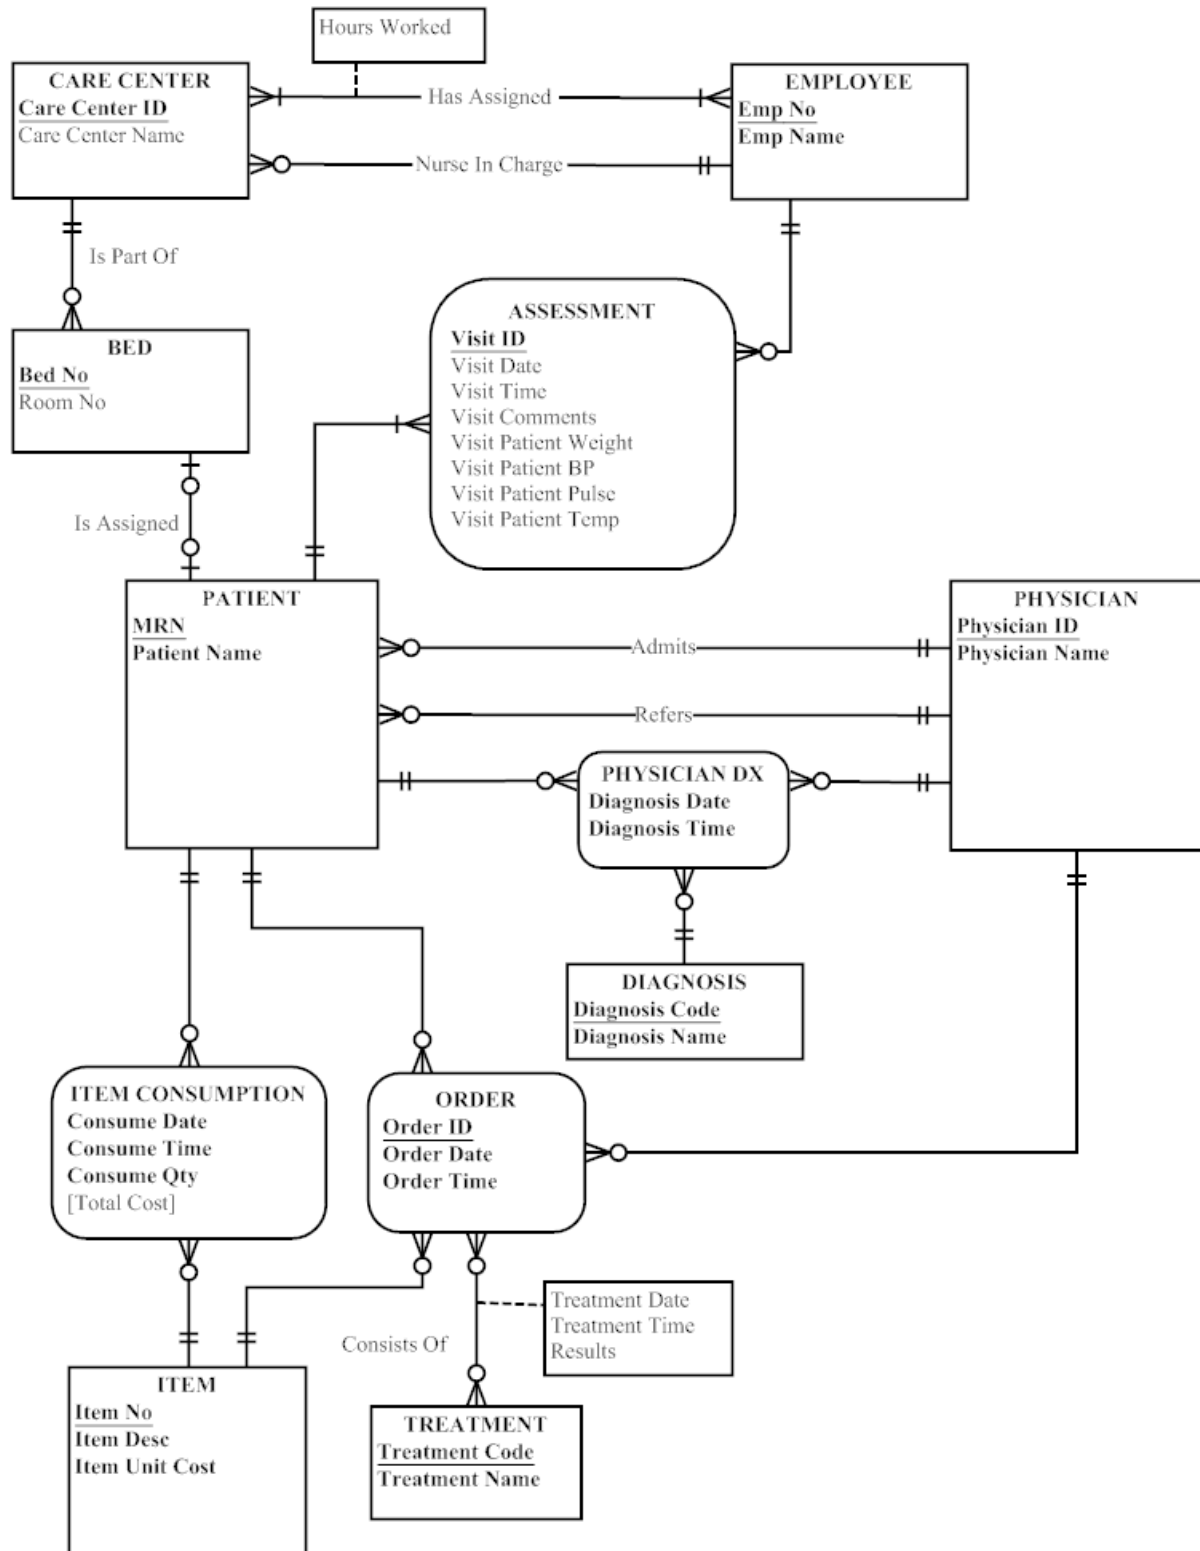 Hours Worked
CARE CENTER
Care Center ID
Care Center Name
EMPLOYEE
Emp No
Emp Name
Has Assigned
Nurse In Charge
Is Part Of
ASSESSMENT
Visit ID
Visit Date
Visit Time
Visit Comments
Visit Patient Weight
Visit Patient BP
Visit Patient Pulse
Visit Patient Temp
BED
Bed No
Room No
Is Assigned
PATIENT
MRN
Patient Name
PHYSICIAN
Physician ID
Physician Name
Admits
Refers
PHYSICIAN DX
Diagnosis Date
Diagnosis Time
DIAGNOSIS
Diagnosis Code
Diagnosis Name
ITEM CONSUMPTION
Consume Date
Consume Time
Consume Qty
[Total Cost]
ORDER
Order ID
Order Date
Order Time
Treatment Date
Treatment Time
Results
Consists Of
ITEM
Item No
Item Desc
Item Unit Cost
TREATMENT
Treatment Code
Treatment Name